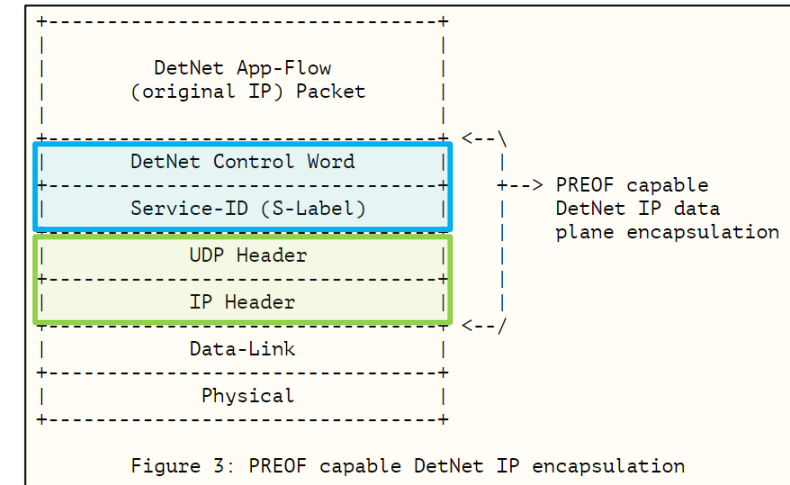 +---------------------------------+
|                                 |
|         DetNet App-Flow         |
|       (original IP) Packet      |
|                                 |
+---------------------------------+ <--\
|       DetNet Control Word       |    |
+---------------------------------+    +--> PREOF capable
|       Service-ID (S-Label)      |    |    DetNet IP data
+---------------------------------+    |    plane encapsulation
|            UDP Header           |    |
+---------------------------------+    |
|            IP Header            |    |
+---------------------------------+ <--/
|            Data-Link            |
+---------------------------------+
|             Physical            |
+---------------------------------+
Figure 3: PREOF capable DetNet IP encapsulation